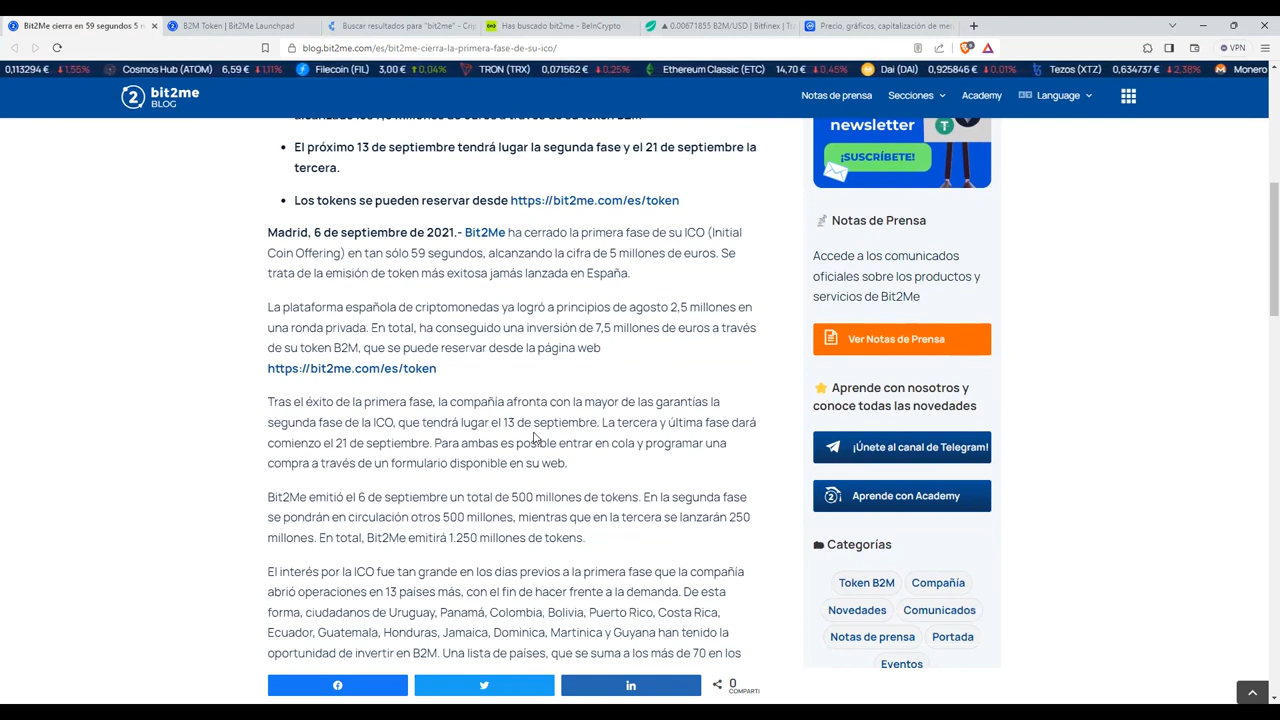 Bit2Me cierra en 59 segundos 5 m
B2M Token | Bit2Me Launchpad
Buscar resultados para "bit2me" - Crip
Has buscado bit2me - BeInCrypto
▲ 0.00671855 B2M/USD | Bitfinex | Tra
Precio, gráficos, capitalización de me
blog.bit2me.com/es/bit2me-cierra-la-primera-fase-de-su-ico/
VPN
0,113294 € ↓1,55% Cosmos Hub (ATOM) 6,59 € ↓1,11% Filecoin (FIL) 3,00 € ↑0,04% TRON (TRX) 0,071562 € ↓0,25% Ethereum Classic (ETC) 14,70 € ↓0,45% Dai (DAI) 0,925846 € ↓0,01% Tezos (XTZ) 0,634737 € ↓2,38% Monero
bit2me
BLOG
Notas de prensa Secciones Academy Language
El próximo 13 de septiembre tendrá lugar la segunda fase y el 21 de septiembre la
tercera.
Los tokens se pueden reservar desde https://bit2me.com/es/token
Madrid, 6 de septiembre de 2021.- Bit2Me ha cerrado la primera fase de su ICO (Initial
Coin Offering) en tan sólo 59 segundos, alcanzando la cifra de 5 millones de euros. Se
trata de la emisión de token más exitosa jamás lanzada en España.
La plataforma española de criptomonedas ya logró a principios de agosto 2,5 millones en
una ronda privada. En total, ha conseguido una inversión de 7,5 millones de euros a través
de su token B2M, que se puede reservar desde la página web
https://bit2me.com/es/token
Tras el éxito de la primera fase, la compañía afronta con la mayor de las garantías la
segunda fase de la ICO, que tendrá lugar el 13 de septiembre. La tercera y última fase dará
comienzo el 21 de septiembre. Para ambas es posible entrar en cola y programar una
compra a través de un formulario disponible en su web.
Bit2Me emitió el 6 de septiembre un total de 500 millones de tokens. En la segunda fase
se pondrán en circulación otros 500 millones, mientras que en la tercera se lanzarán 250
millones. En total, Bit2Me emitirá 1.250 millones de tokens.
El interés por la ICO fue tan grande en los días previos a la primera fase que la compañía
abrió operaciones en 13 países más, con el fin de hacer frente a la demanda. De esta
forma, ciudadanos de Uruguay, Panamá, Colombia, Bolivia, Puerto Rico, Costa Rica,
Ecuador, Guatemala, Honduras, Jamaica, Dominica, Martinica y Guyana han tenido la
oportunidad de invertir en B2M. Una lista de países, que se suma a los más de 70 en los
0
COMPARTI
newsletter
¡SUSCRÍBETE!
Notas de Prensa
Accede a los comunicados
oficiales sobre los productos y
servicios de Bit2Me
Ver Notas de Prensa
Aprende con nosotros y
conoce todas las novedades
¡Únete al canal de Telegram!
Aprende con Academy
Categorías
Token B2M Compañía
Novedades Comunicados
Notas de prensa Portada
Eventos